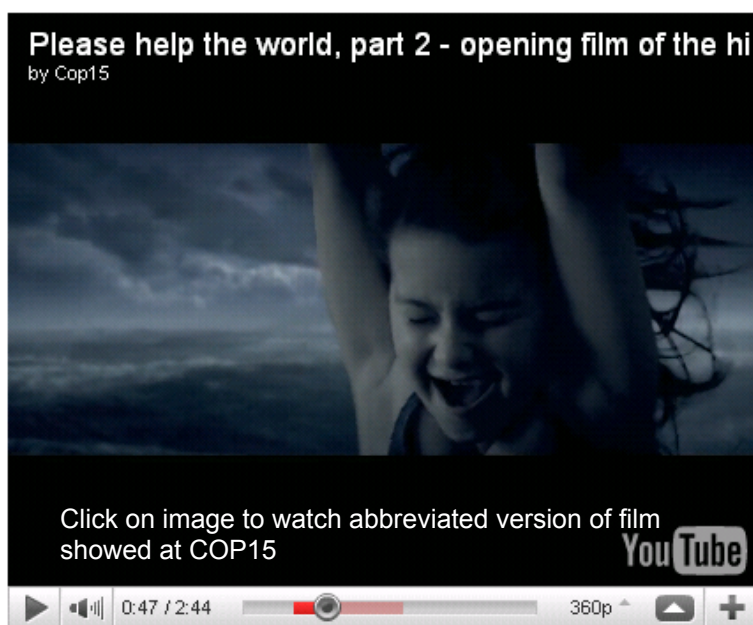 Please help the world, part 2 - opening film of the hi
by Cop15
Click on image to watch abbreviated version of film
showed at COP15
YouTube
0:47 / 2:44
360p